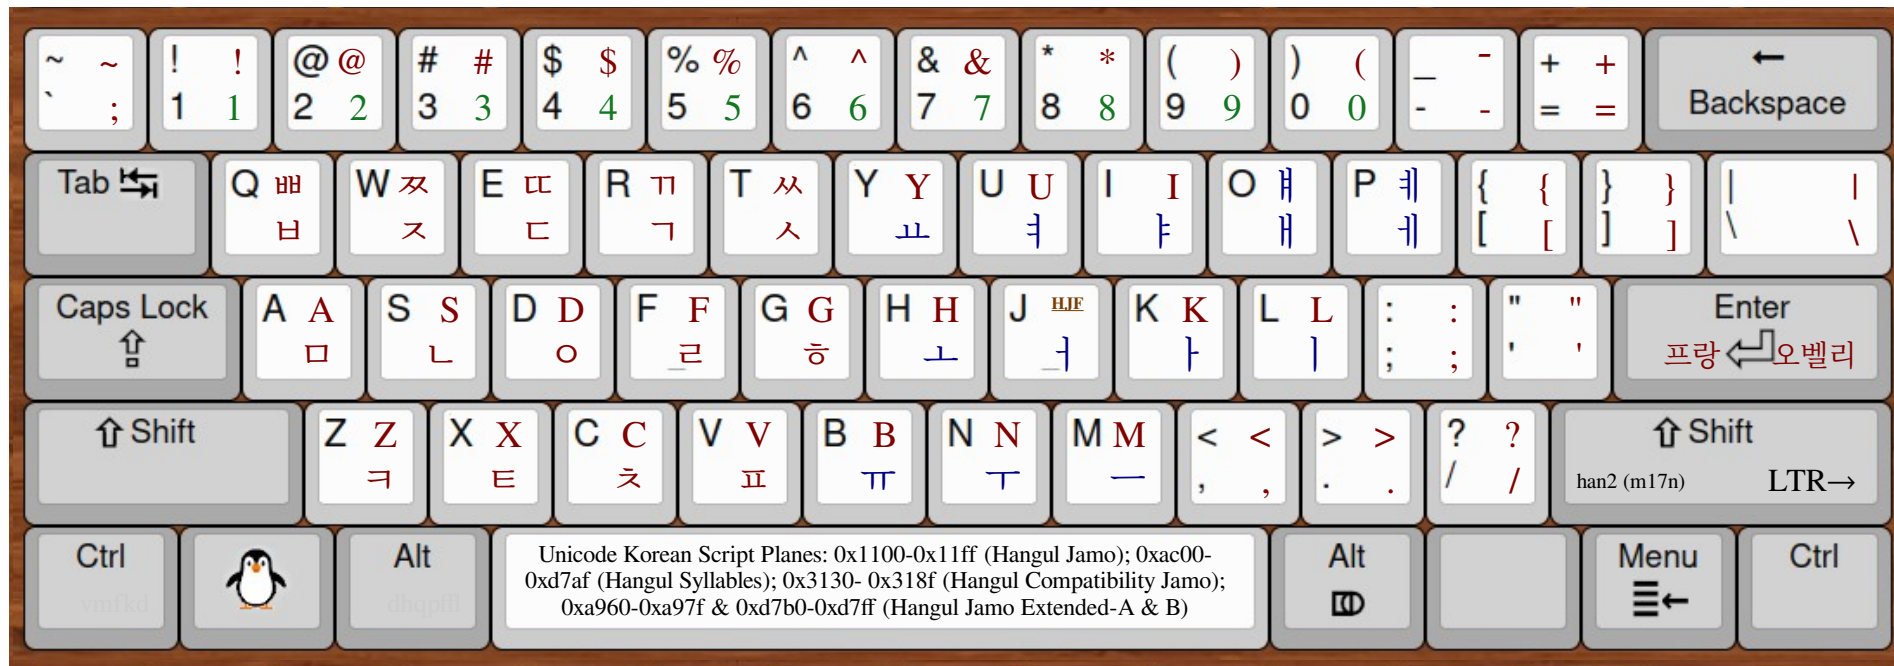 ~ ~ ! ! @ @ # # $ $ % % ^ ^ & & * * ( ) ) ( _ - + + ←
` ; 1 1 2 2 3 3 4 4 5 5 6 6 7 7 8 8 9 9 0 0 - - = = Backspace
Tab Q ㅃ W ㅉ E ㄸ R ㄲ T ㅆ Y Y U U I I O ㅒ P ㅖ { { } } | |
ㅂ ㅈ ㄷ ㄱ ㅅ ㅛ ㅕ ㅑ ㅐ ㅔ [ [ ] ] \ \
Caps Lock A A S S D D F F G G H H J HJF K K L L : : " " Enter
ㅁ ㄴ ㅇ _ ㄹ ㅎ ㅗ _ ㅓ ㅏ ㅣ ; ; ' ' 프랑 오벨리
⇧ Shift Z Z X X C C V V B B N N M M < < > > ? ? ⇧ Shift
ㅋ ㅌ ㅊ ㅍ ㅠ ㅜ ㅡ , , . . / / han2 (m17n) LTR→
Ctrl Alt Unicode Korean Script Planes: 0x1100-0x11ff (Hangul Jamo); 0xac00- Alt Menu Ctrl
vmfkd dhqpffl 0xd7af (Hangul Syllables); 0x3130- 0x318f (Hangul Compatibility Jamo);
0xa960-0xa97f & 0xd7b0-0xd7ff (Hangul Jamo Extended-A & B)